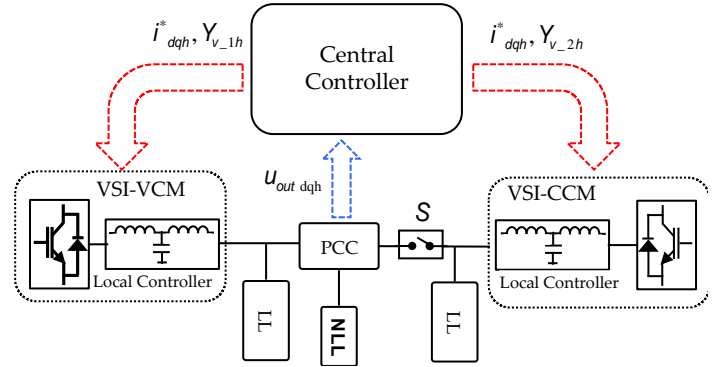 i*dqh, Yv_1h
Central
Controller
i*dqh, Yv_2h
VSI-VCM
uout dqh
S
VSI-CCM
PCC
Local Controller
Local Controller
LL
NLL
LL